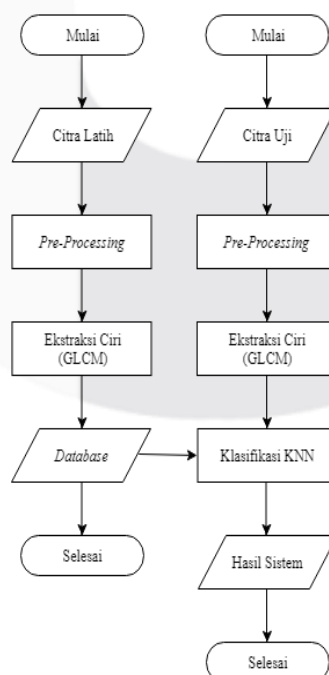 Mulai
Citra Latih
Pre-Processing
Ekstraksi Ciri
(GLCM)
Database
Selesai
Mulai
Citra Uji
Pre-Processing
Ekstraksi Ciri
(GLCM)
Klasifikasi KNN
Hasil Sistem
Selesai